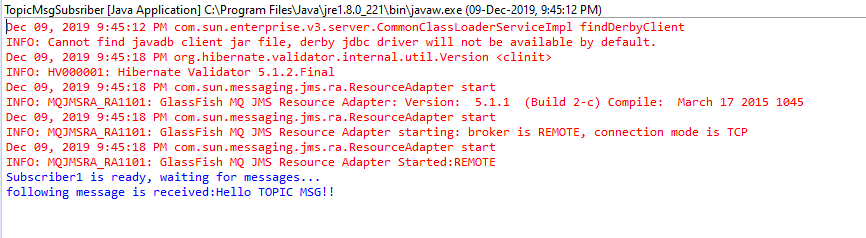 TopicMsgSubsriber [Java Application] C:\Program Files\Java\jre1.8.0_221\bin\javaw.exe (09-Dec-2019, 9:45:12 PM)
Dec 09, 2019 9:45:12 PM com.sun.enterprise.v3.server.CommonClassLoaderServiceImpl findDerbyClient
INFO: Cannot find javadb client jar file, derby jdbc driver will not be available by default.
Dec 09, 2019 9:45:18 PM org.hibernate.validator.internal.util.Version <clinit>
INFO: HV000001: Hibernate Validator 5.1.2.Final
Dec 09, 2019 9:45:18 PM com.sun.messaging.jms.ra.ResourceAdapter start
INFO: MQJMSRA_RA1101: GlassFish MQ JMS Resource Adapter: Version:  5.1.1  (Build 2-c) Compile:  March 17 2015 1045
Dec 09, 2019 9:45:18 PM com.sun.messaging.jms.ra.ResourceAdapter start
INFO: MQJMSRA_RA1101: GlassFish MQ JMS Resource Adapter starting: broker is REMOTE, connection mode is TCP
Dec 09, 2019 9:45:18 PM com.sun.messaging.jms.ra.ResourceAdapter start
INFO: MQJMSRA_RA1101: GlassFish MQ JMS Resource Adapter Started:REMOTE
Subscriber1 is ready, waiting for messages...
following message is received:Hello TOPIC MSG!!